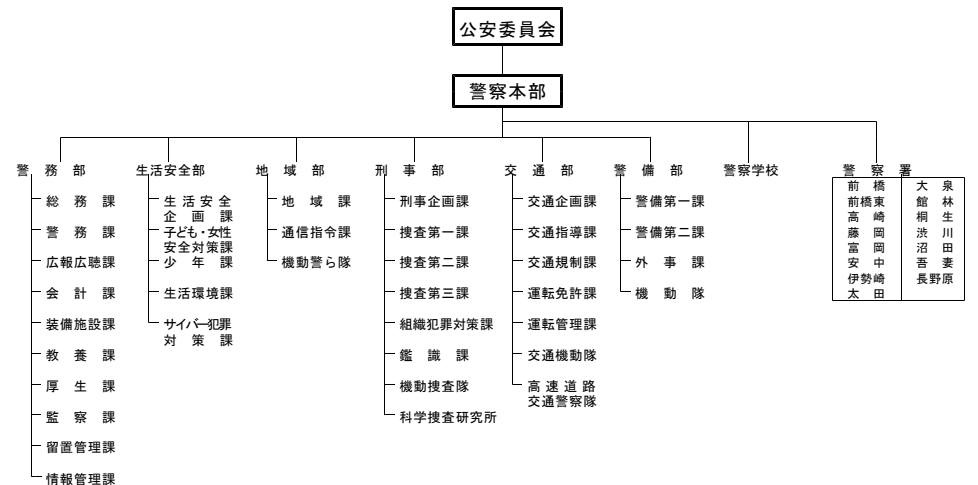 公安委員会
警察本部
警務部
総務課
警務課
広報広聴課
会計課
装備施設課
教養課
厚生課
監察課
留置管理課
情報管理課
生活安全部
生活安全
企画課
子ども・女性
安全対策課
少年課
生活環境課
サイバー犯罪
対策課
地域部
地域課
通信指令課
機動警ら隊
刑事部
刑事企画課
捜査第一課
捜査第二課
捜査第三課
組織犯罪対策課
鑑識課
機動捜査隊
科学捜査研究所
交通部
交通企画課
交通指導課
交通規制課
運転免許課
運転管理課
交通機動隊
高速道路
交通警察隊
警備部
警備第一課
警備第二課
外事課
機動隊
警察学校
警察署
前橋
前橋東
高崎
藤岡
富岡
安中
伊勢崎
太田
大泉
館林
桐生
渋川
沼田
吾妻
長野原